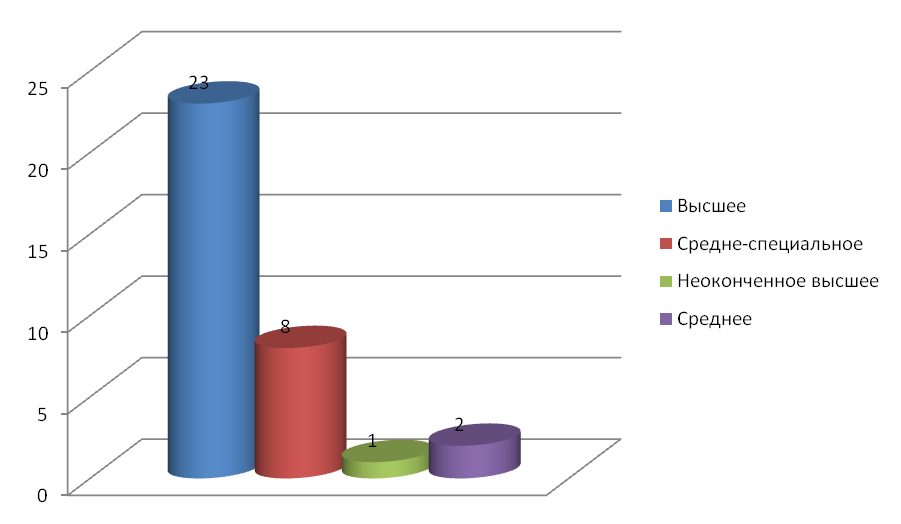 25
20
15
10
5
0
23
8
1
2
Высшее
Средне-специальное
Неоконченное высшее
Среднее